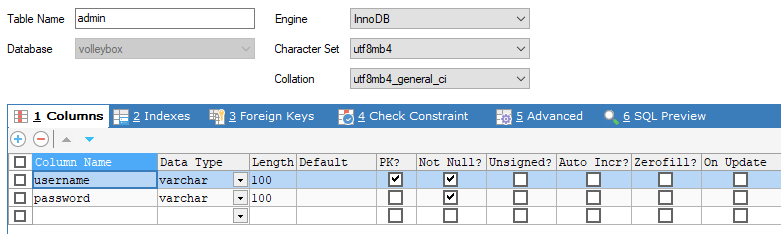 Table Name admin Engine InnoDB
Database volleybox Character Set utf8mb4
Collation utf8mb4_general_ci
1 Columns 2 Indexes 3 Foreign Keys 4 Check Constraint 5 Advanced 6 SQL Preview
Column Name Data Type Length Default PK? Not Null? Unsigned? Auto Incr? Zerofill? On Update
username varchar 100
password varchar 100